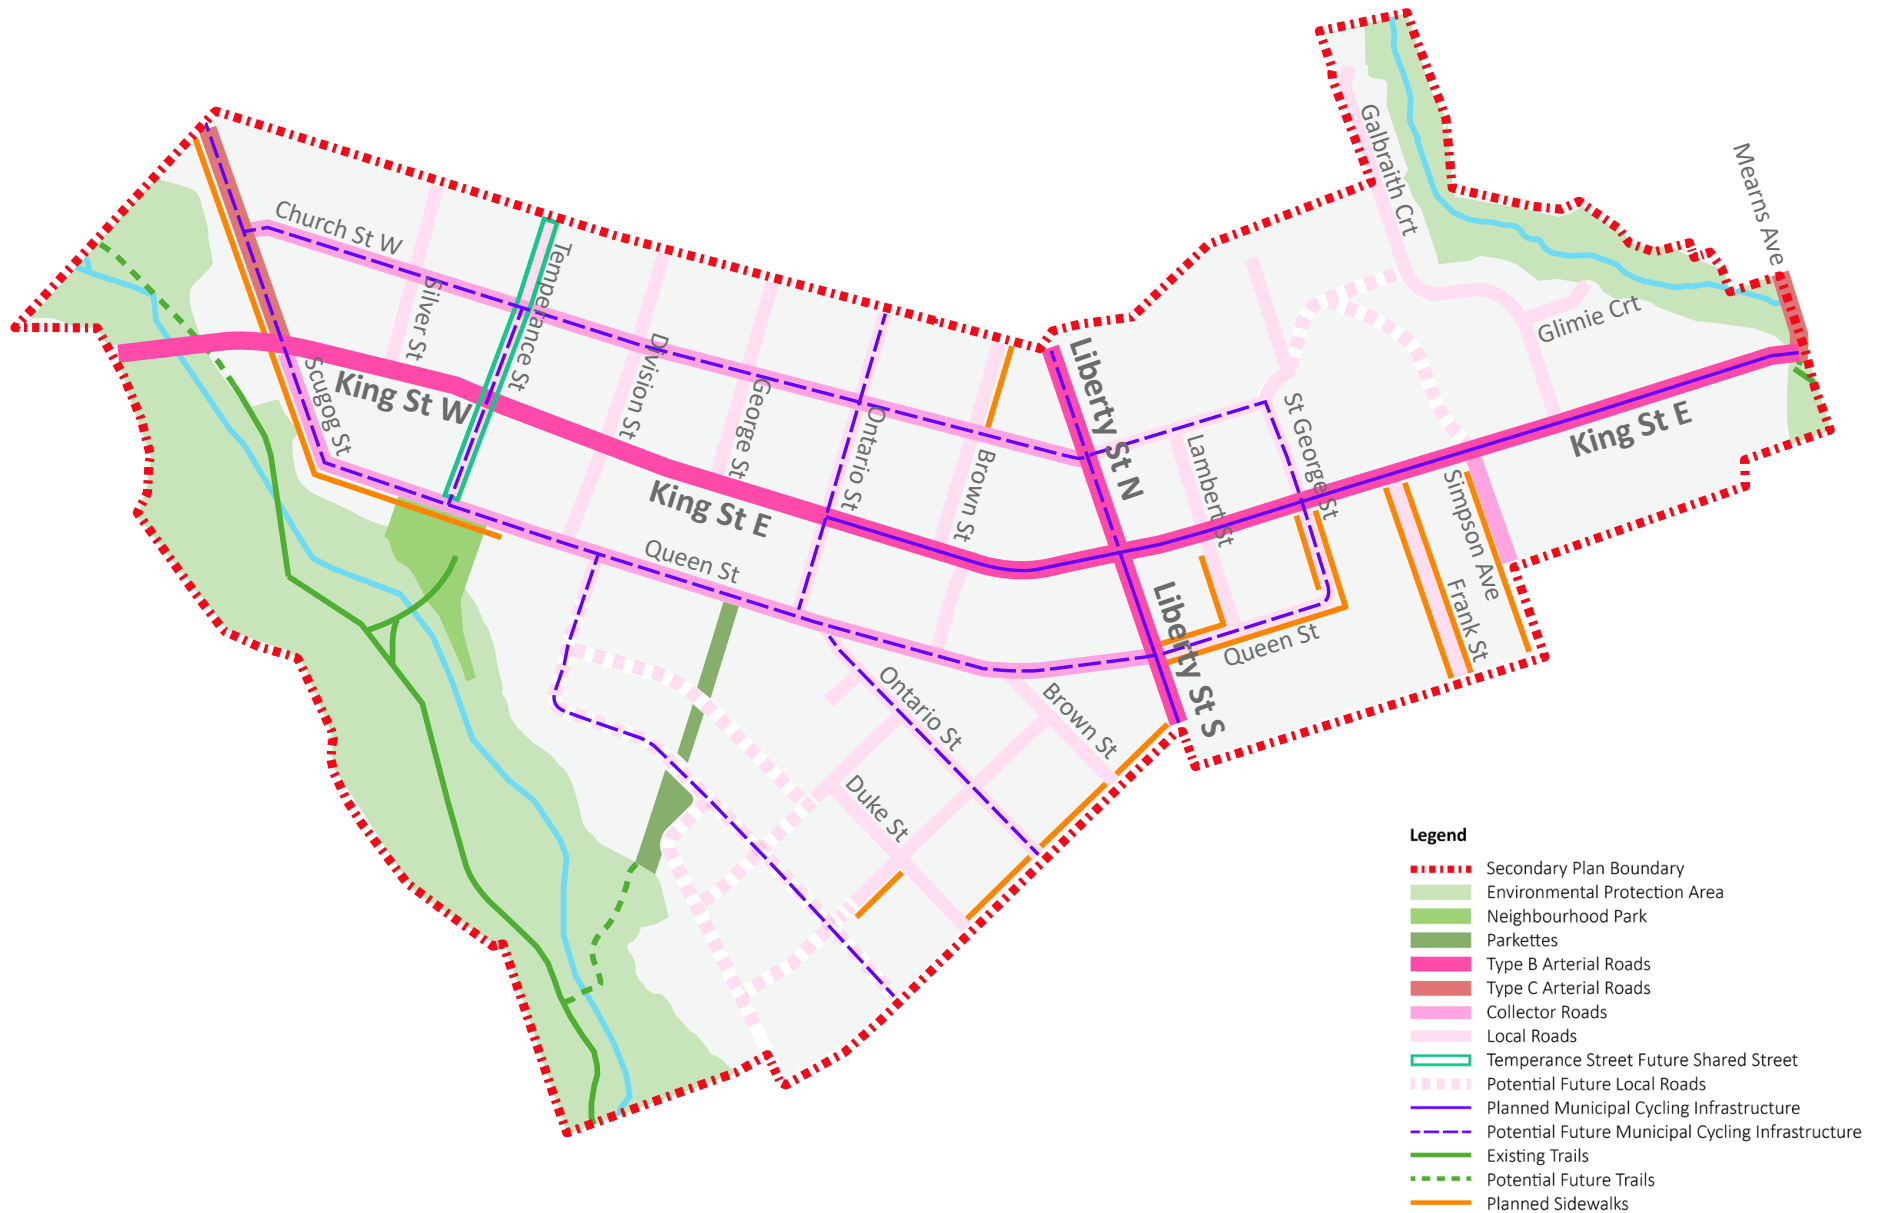 Mearns Ave
Galbraith Crt
Church St W
Temperance St
Silver St
Glimie Crt
Scugog St
King St W
Division St
George St
Ontario St
Brown St
Liberty St N
Lambert St
St George St
King St E
King St E
Simpson Ave
Frank St
Queen St
Liberty St S
Queen St
Ontario St
Brown St
Duke St
Legend
Secondary Plan Boundary
Environmental Protection Area
Neighbourhood Park
Parkettes
Type B Arterial Roads
Type C Arterial Roads
Collector Roads
Local Roads
Temperance Street Future Shared Street
Potential Future Local Roads
Planned Municipal Cycling Infrastructure
Potential Future Municipal Cycling Infrastructure
Existing Trails
Potential Future Trails
Planned Sidewalks